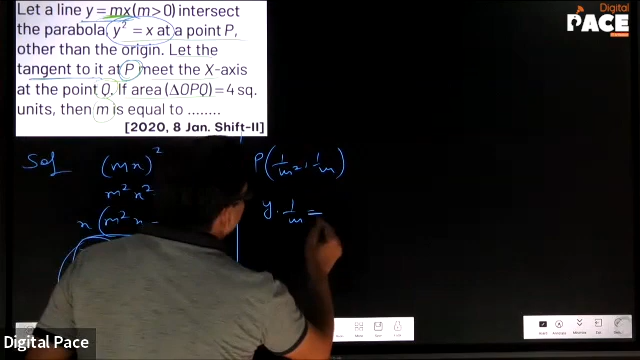 Let a line y = mx (m > 0) intersect
the parabola, y² = x at a point P,
other than the origin. Let the
tangent to it at P meet the X-axis
at the point Q. If area (ΔOPQ) = 4 sq.
units, then m is equal to ........
[2020, 8 Jan. Shift-II]
Digital
PACE
Sol (mx)²
m²x²
x(m²x -
P(1/m², 1/m)
y · 1/m =
Digital Pace